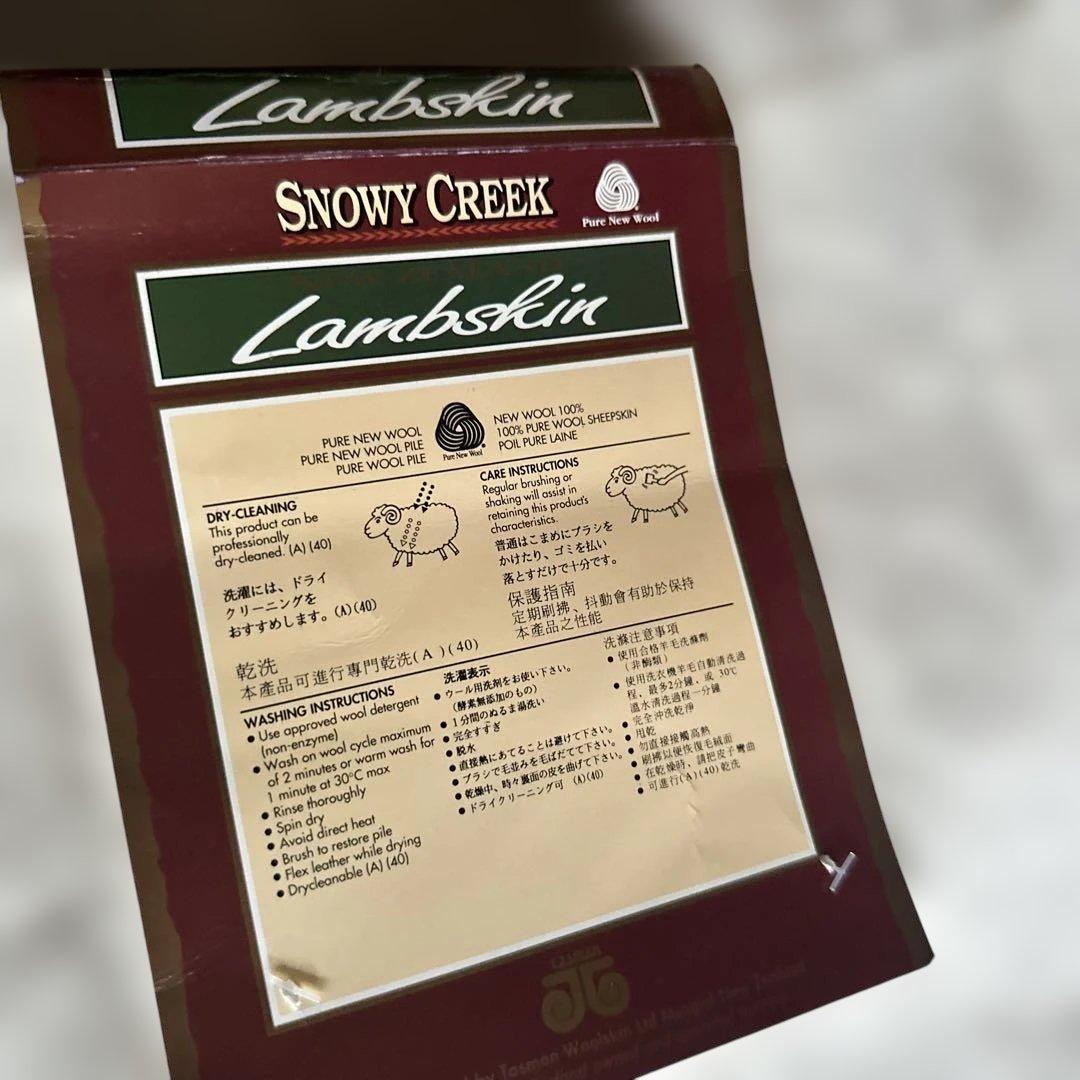 Lambskin
SNOWY CREEK
Pure New Wool
NEW ZEALAND
Lambskin
PURE NEW WOOL
PURE NEW WOOL PILE
PURE WOOL PILE
Pure New Wool
NEW WOOL 100%
100% PURE WOOL SHEEPSKIN
POIL PURE LAINE
DRY-CLEANING
This product can be
professionally
dry-cleaned. (A) (40)
洗濯には、ドライ
クリーニングを
おすすめします。(A)(40)
乾洗
本產品可進行專門乾洗(A)(40)
CARE INSTRUCTIONS
Regular brushing or
shaking will assist in
retaining this product's
characteristics.
普通はこまめにブラシを
かけたり、ゴミを払い
落とすだけで十分です。
保護指南
定期刷拂、抖動會有助於保持
本產品之性能
WASHING INSTRUCTIONS
● Use approved wool detergent
(non-enzyme)
● Wash on wool cycle maximum
of 2 minutes or warm wash for
1 minute at 30°C max
● Rinse thoroughly
● Spin dry
● Avoid direct heat
● Brush to restore pile
● Flex leather while drying
● Drycleanable (A) (40)
洗濯表示
● ウール用洗剤をお使い下さい。
(酵素無添加のもの)
● 1分間のぬるま湯洗い
● 完全すすぎ
● 脱水
● 直接熱にあてることは避けて下さい。
● ブラシで毛並みを毛ばだてて下さい。
● 乾燥中、時々裏面の皮を曲げて下さい。
● ドライクリーニング可 (A)(40)
洗滌注意事項
● 使用合格羊毛洗滌劑
(非酶類)
● 使用洗衣機羊毛自動清洗過
程，最多2分鐘，或 30℃
溫水清洗過程一分鐘
● 完全沖洗乾淨
● 甩乾
● 勿直接接觸高熱
● 刷拂以便恢復毛絨面
● 在乾燥時，請把皮子彎曲
● 可進行(A)(40)乾洗
TASMAN
by Tasman Woolskin Ltd Mosgiel New Zealand
owned and